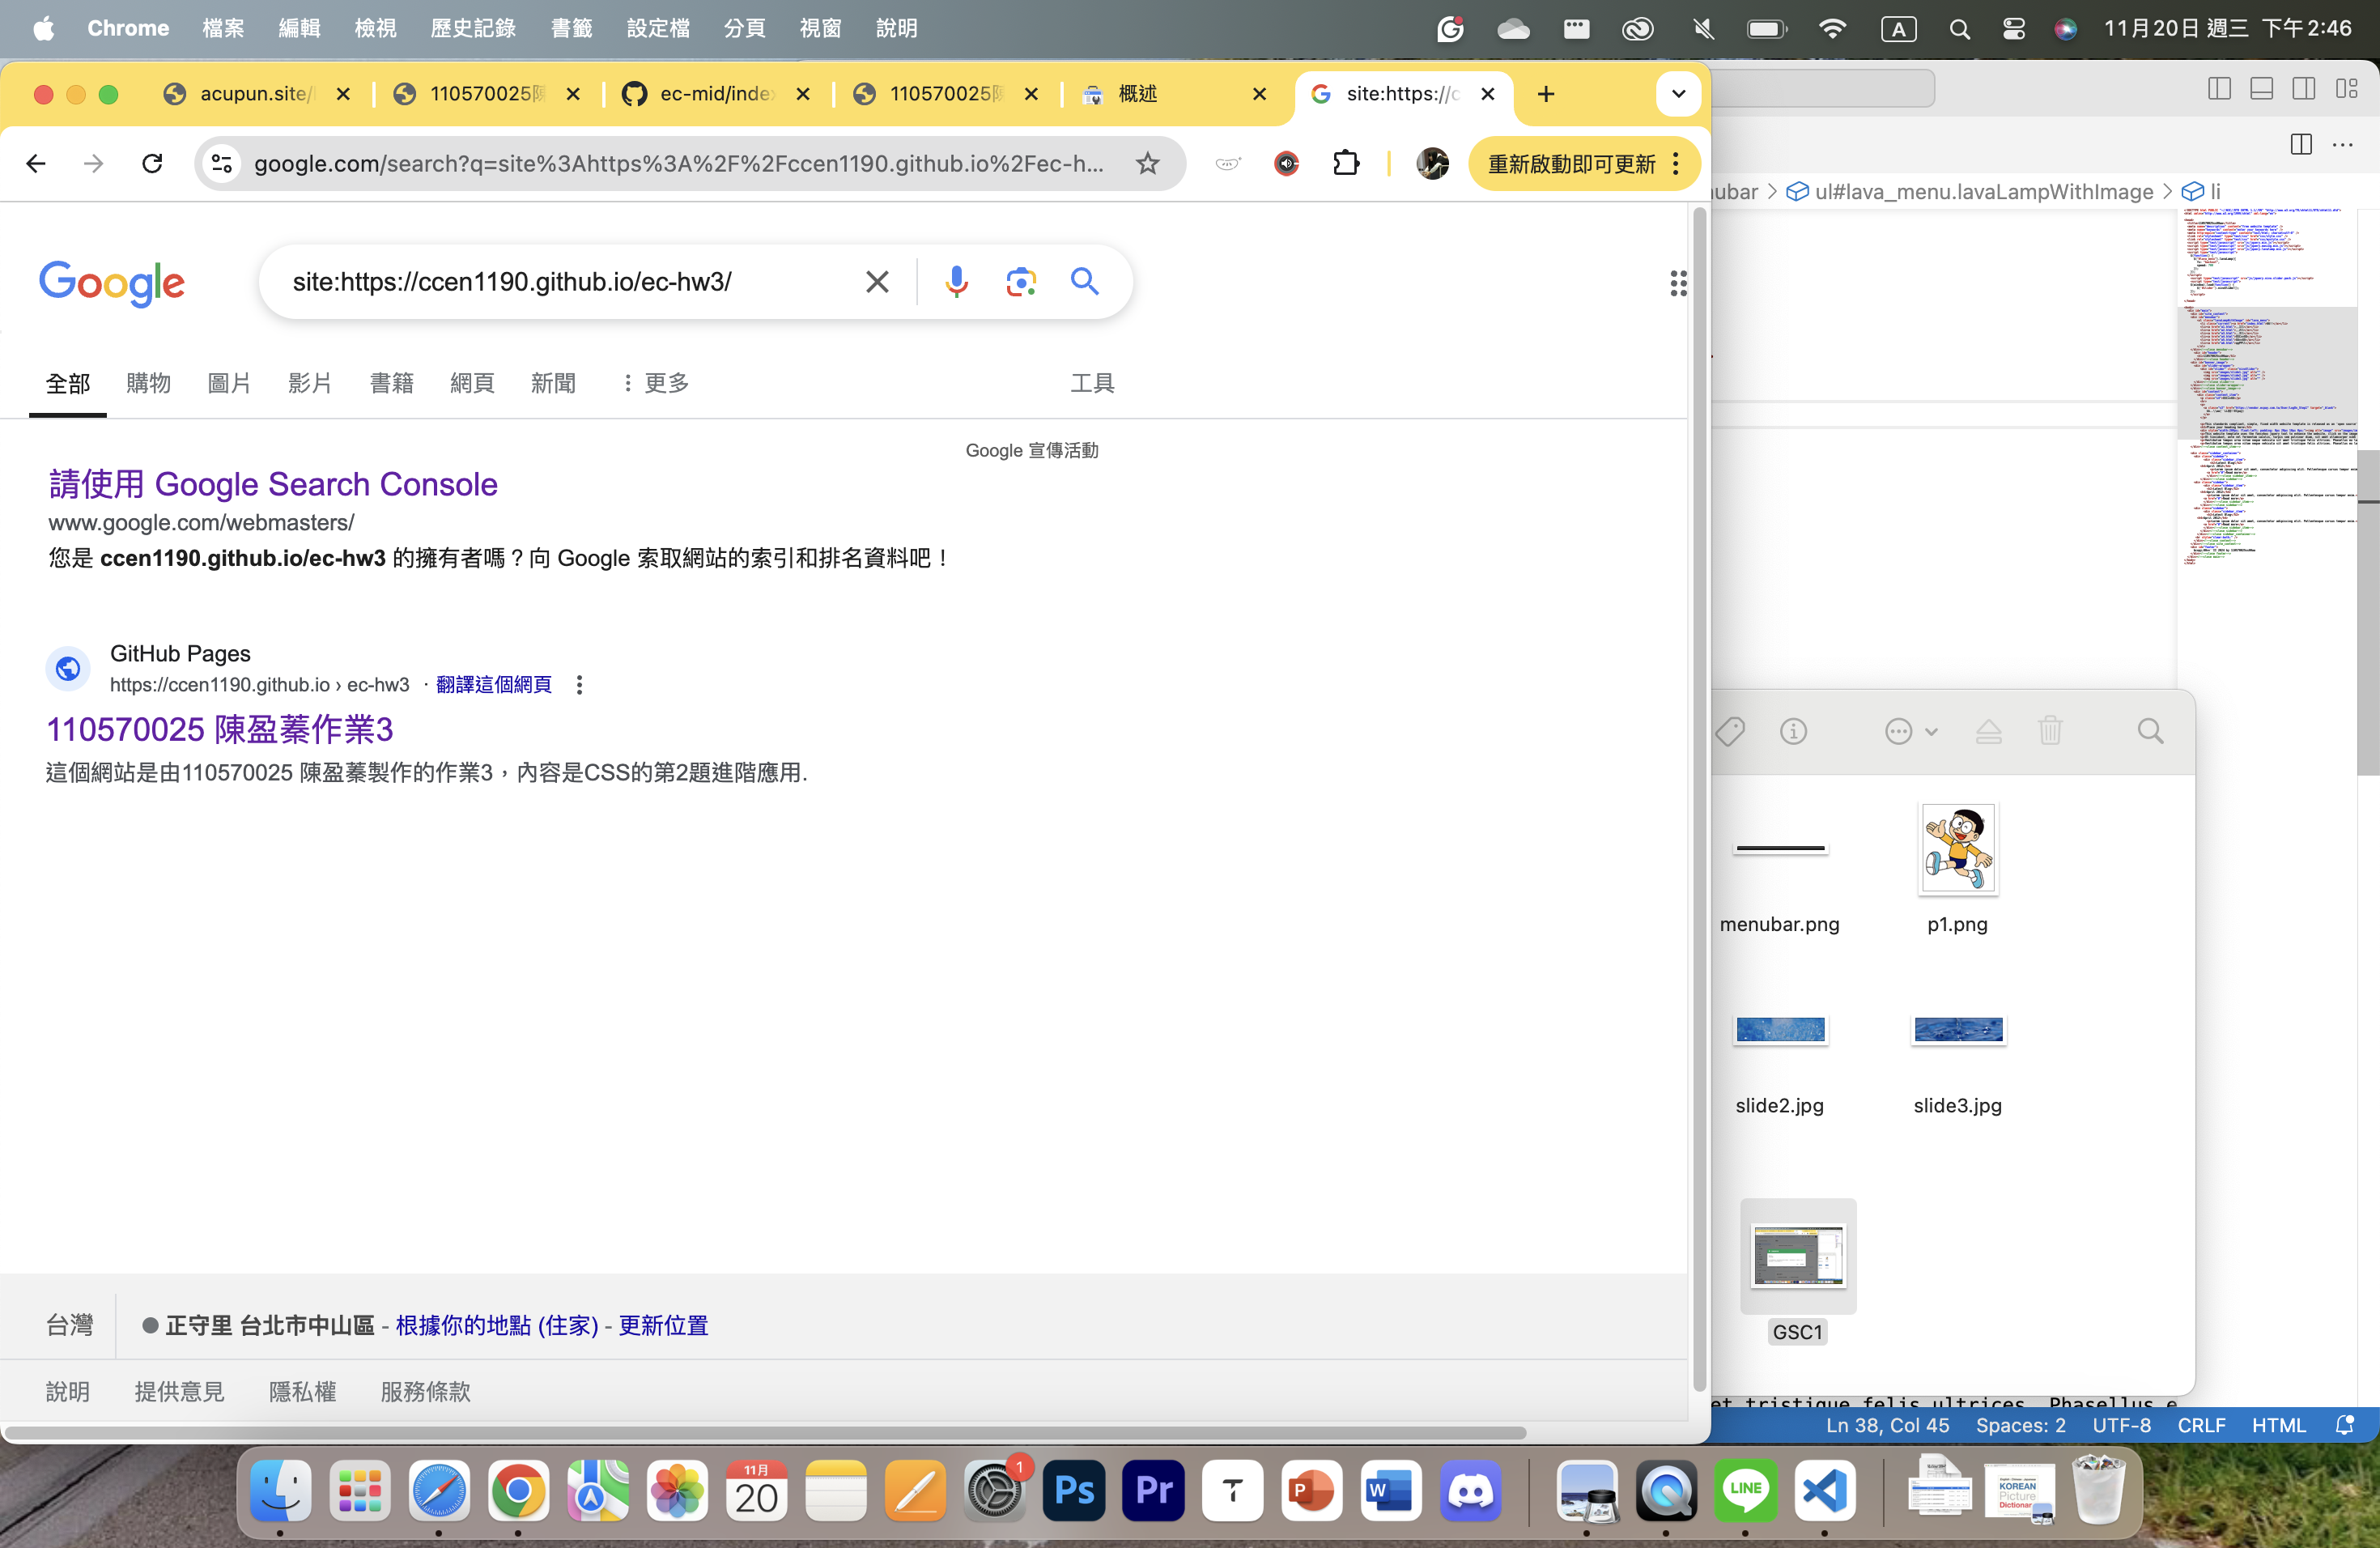 Chrome 檔案 編輯 檢視 歷史記錄 書籤 設定檔 分頁 視窗 說明 A 11月20日 週三 下午2:46
acupun.site/ 110570025陳 ec-mid/index 110570025陳 概述 site:https://c
google.com/search?q=site%3Ahttps%3A%2F%2Fccen1190.github.io%2Fec-h... 重新啟動即可更新
nubar > ul#lava_menu.lavaLampWithImage > li
Google site:https://ccen1190.github.io/ec-hw3/
全部 購物 圖片 影片 書籍 網頁 新聞 更多 工具
Google 宣傳活動
請使用 Google Search Console
www.google.com/webmasters/
您是 ccen1190.github.io/ec-hw3 的擁有者嗎？向 Google 索取網站的索引和排名資料吧！
GitHub Pages
https://ccen1190.github.io › ec-hw3 · 翻譯這個網頁
110570025 陳盈蓁作業3
這個網站是由110570025 陳盈蓁製作的作業3，內容是CSS的第2題進階應用.
menubar.png p1.png
slide2.jpg slide3.jpg
GSC1
台灣 正守里 台北市中山區 - 根據你的地點 (住家) - 更新位置
說明 提供意見 隱私權 服務條款
et tristique felis ultrices. Phasellus e
Ln 38, Col 45 Spaces: 2 UTF-8 CRLF HTML
11月
20
1
Ps
Pr
T
P
W
LINE
KOREAN
Picture